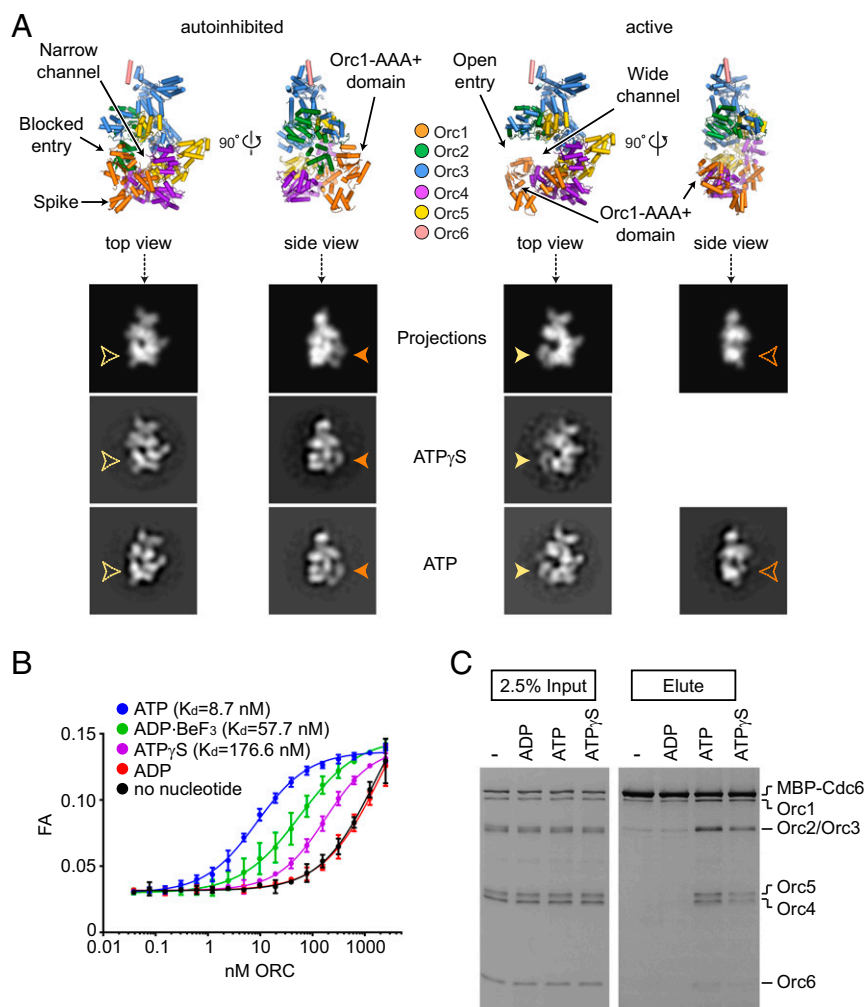 A
autoinhibited
active
Narrow channel
Orc1-AAA+ domain
Open entry
Wide channel
Blocked entry
90°
Orc1
Orc2
Orc3
Orc4
Orc5
Orc6
90°
Spike
Orc1-AAA+ domain
top view
side view
top view
side view
Projections
ATPγS
ATP
B
ATP (Kd=8.7 nM)
ADP·BeF3 (Kd=57.7 nM)
ATPγS (Kd=176.6 nM)
ADP
no nucleotide
FA
0.15
0.10
0.05
0
0.01
0.1
1
10
100
1000
nM ORC
C
2.5% Input
Elute
-
ADP
ATP
ATPγS
-
ADP
ATP
ATPγS
MBP-Cdc6
Orc1
Orc2/Orc3
Orc5
Orc4
Orc6